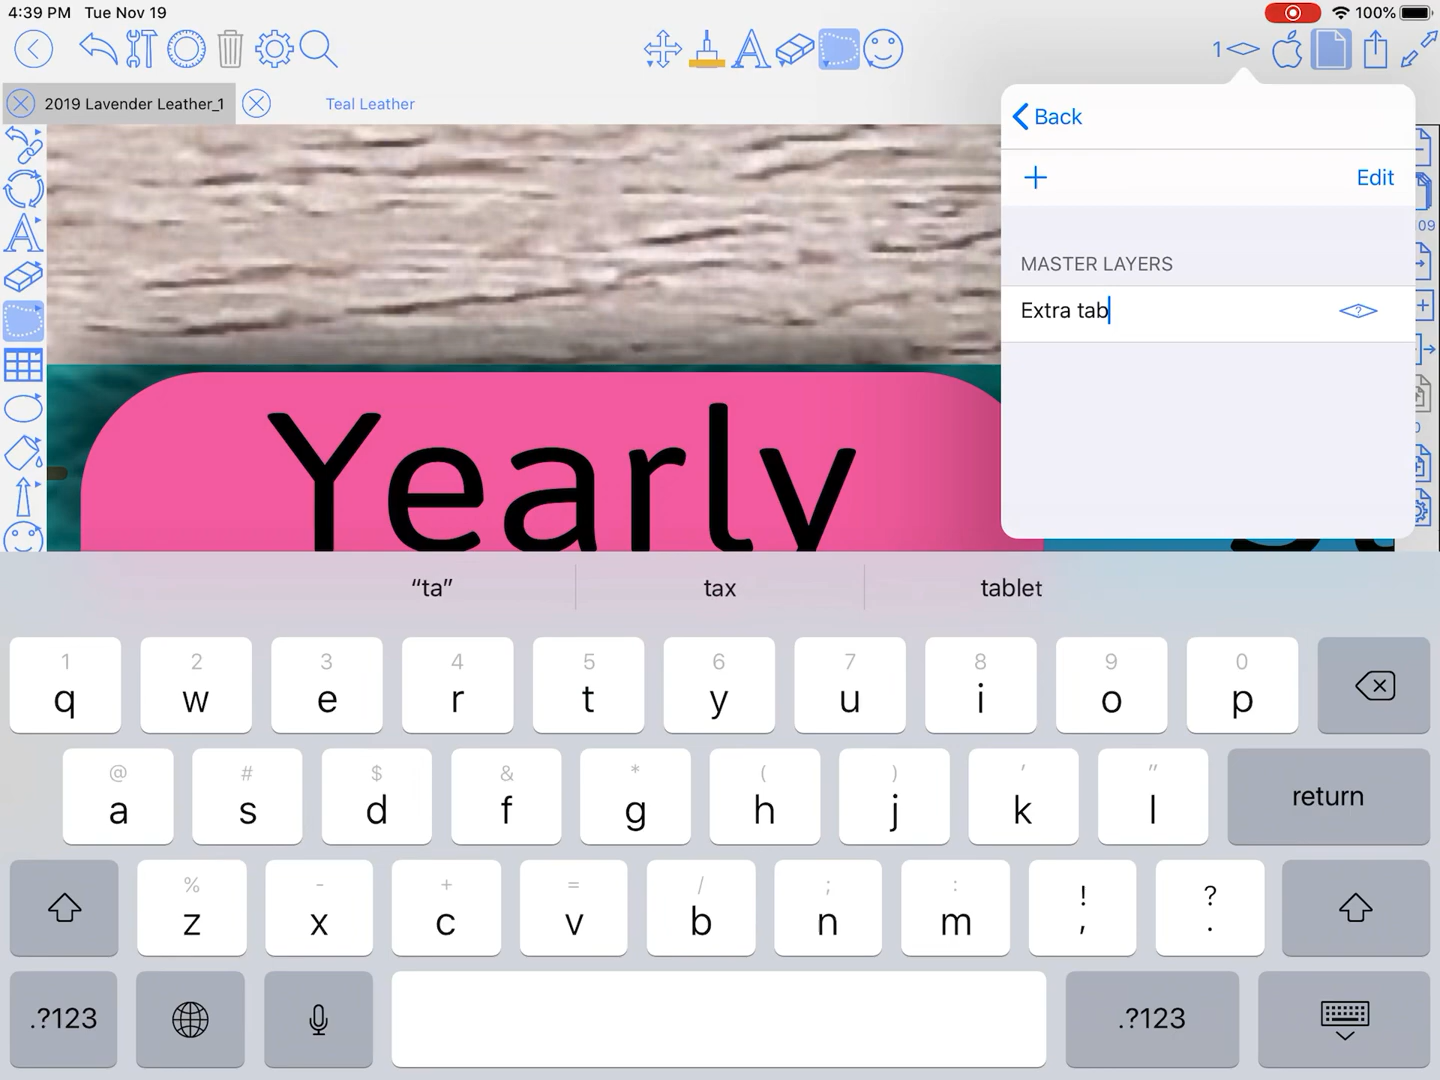 4:39 PM Tue Nov 19
100%
1
2019 Lavender Leather_1
Teal Leather
Back
Edit
09
MASTER LAYERS
Extra tab
?
Yearly
“ta” tax tablet
1 2 3 4 5 6 7 8 9 0
q w e r t y u i o p
@ # $ & * ( ) ' "
a s d f g h j k l return
% - + = / ; : ! ?
z x c v b n m , .
.?123 .?123